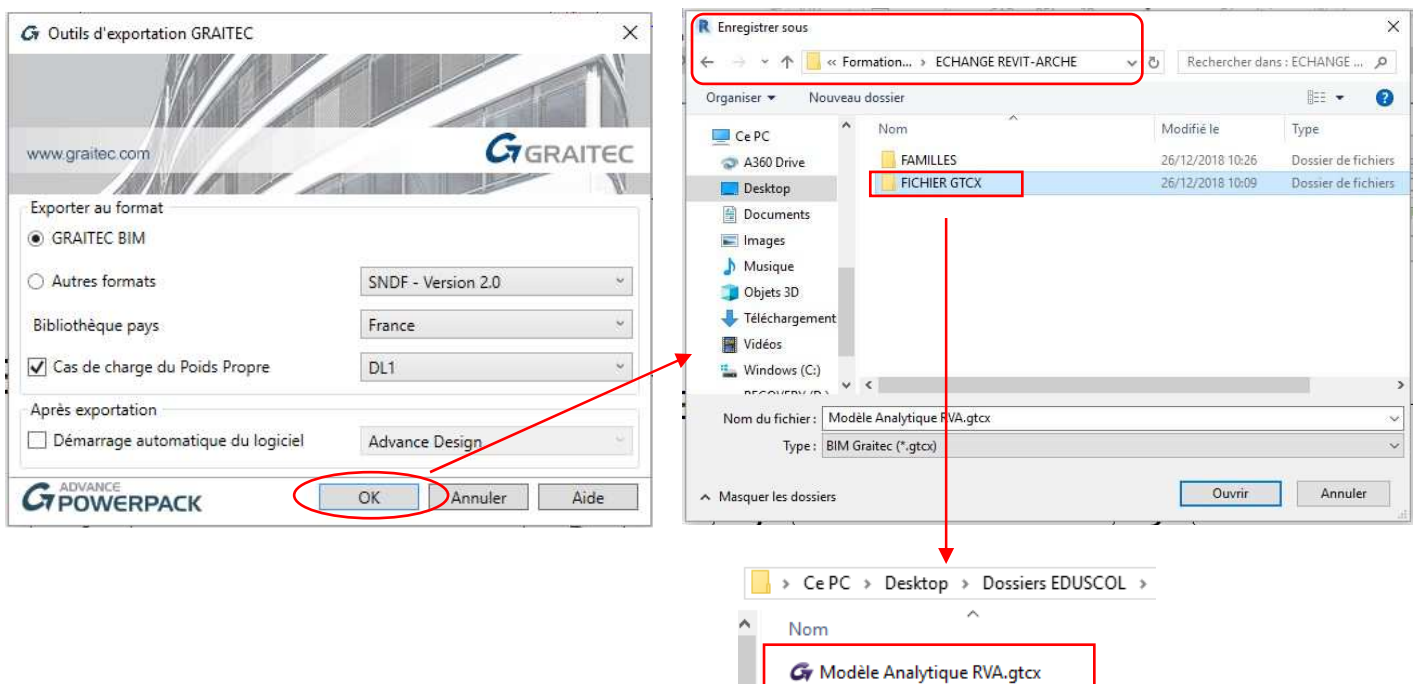 Outils d'exportation GRAITEC
www.graitec.com
GRAITEC
Exporter au format
GRAITEC BIM
Autres formats
SNDF - Version 2.0
Bibliothèque pays
France
Cas de charge du Poids Propre
DL1
Après exportation
Démarrage automatique du logiciel
Advance Design
ADVANCE
POWERPACK
OK
Annuler
Aide
Enregistrer sous
« Formation... › ECHANGE REVIT-ARCHE
Rechercher dans : ECHANGE ...
Organiser
Nouveau dossier
Nom
Modifié le
Type
Ce PC
A360 Drive
Desktop
Documents
Images
Musique
Objets 3D
Téléchargement
Vidéos
Windows (C:)
FAMILLES
26/12/2018 10:26
Dossier de fichiers
FICHIER GTCX
26/12/2018 10:09
Dossier de fichiers
Nom du fichier : Modèle Analytique RVA.gtcx
Type : BIM Graitec (*.gtcx)
Masquer les dossiers
Ouvrir
Annuler
› Ce PC › Desktop › Dossiers EDUSCOL ›
Nom
Modèle Analytique RVA.gtcx